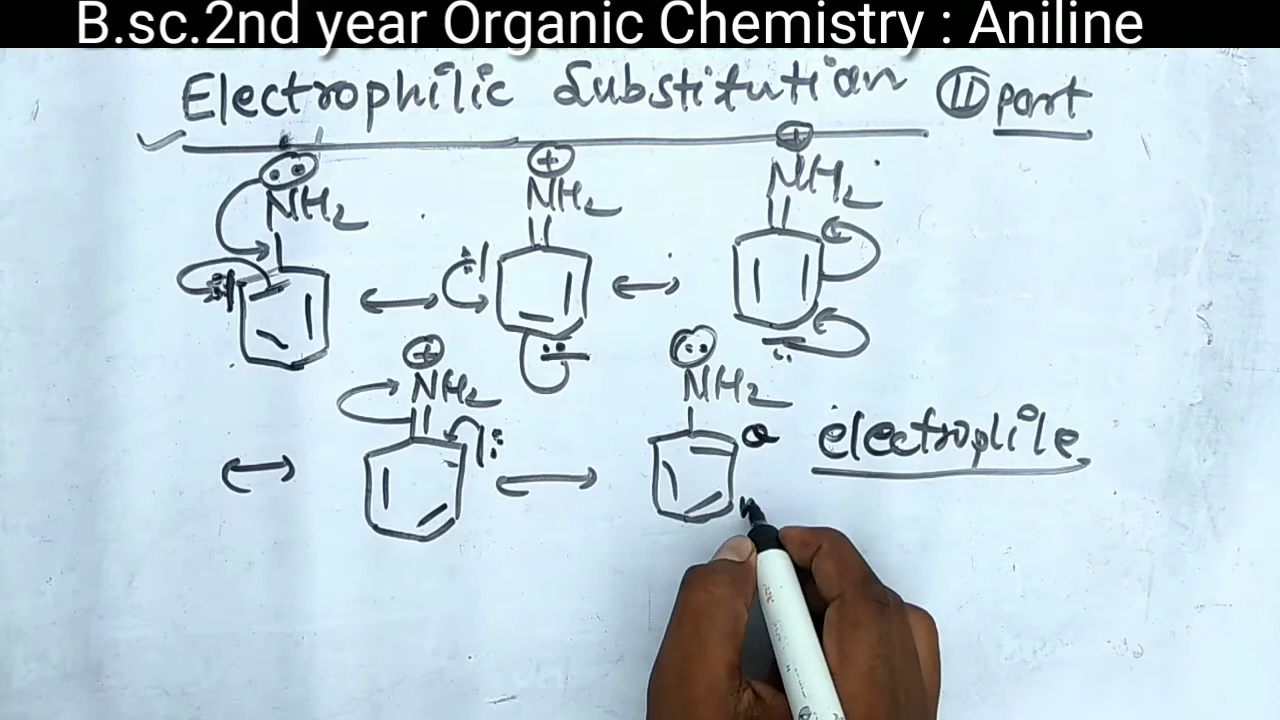 B.sc.2nd year Organic Chemistry : Aniline
Electrophilic Substitution II part
NH2 NH2 NH2
NH2 NH2
o electrophile
m